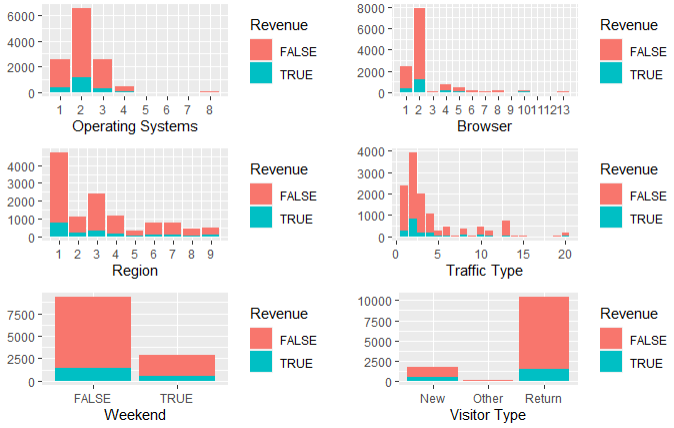 6000
4000
2000
0
1 2 3 4 5 6 7 8
Operating Systems
Revenue
FALSE
TRUE
8000
6000
4000
2000
0
1 2 3 4 5 6 7 8 9 10 11 12 13
Browser
Revenue
FALSE
TRUE
4000
3000
2000
1000
0
1 2 3 4 5 6 7 8 9
Region
Revenue
FALSE
TRUE
4000
3000
2000
1000
0
0 5 10 15 20
Traffic Type
Revenue
FALSE
TRUE
7500
5000
2500
0
FALSE TRUE
Weekend
Revenue
FALSE
TRUE
10000
7500
5000
2500
0
New Other Return
Visitor Type
Revenue
FALSE
TRUE